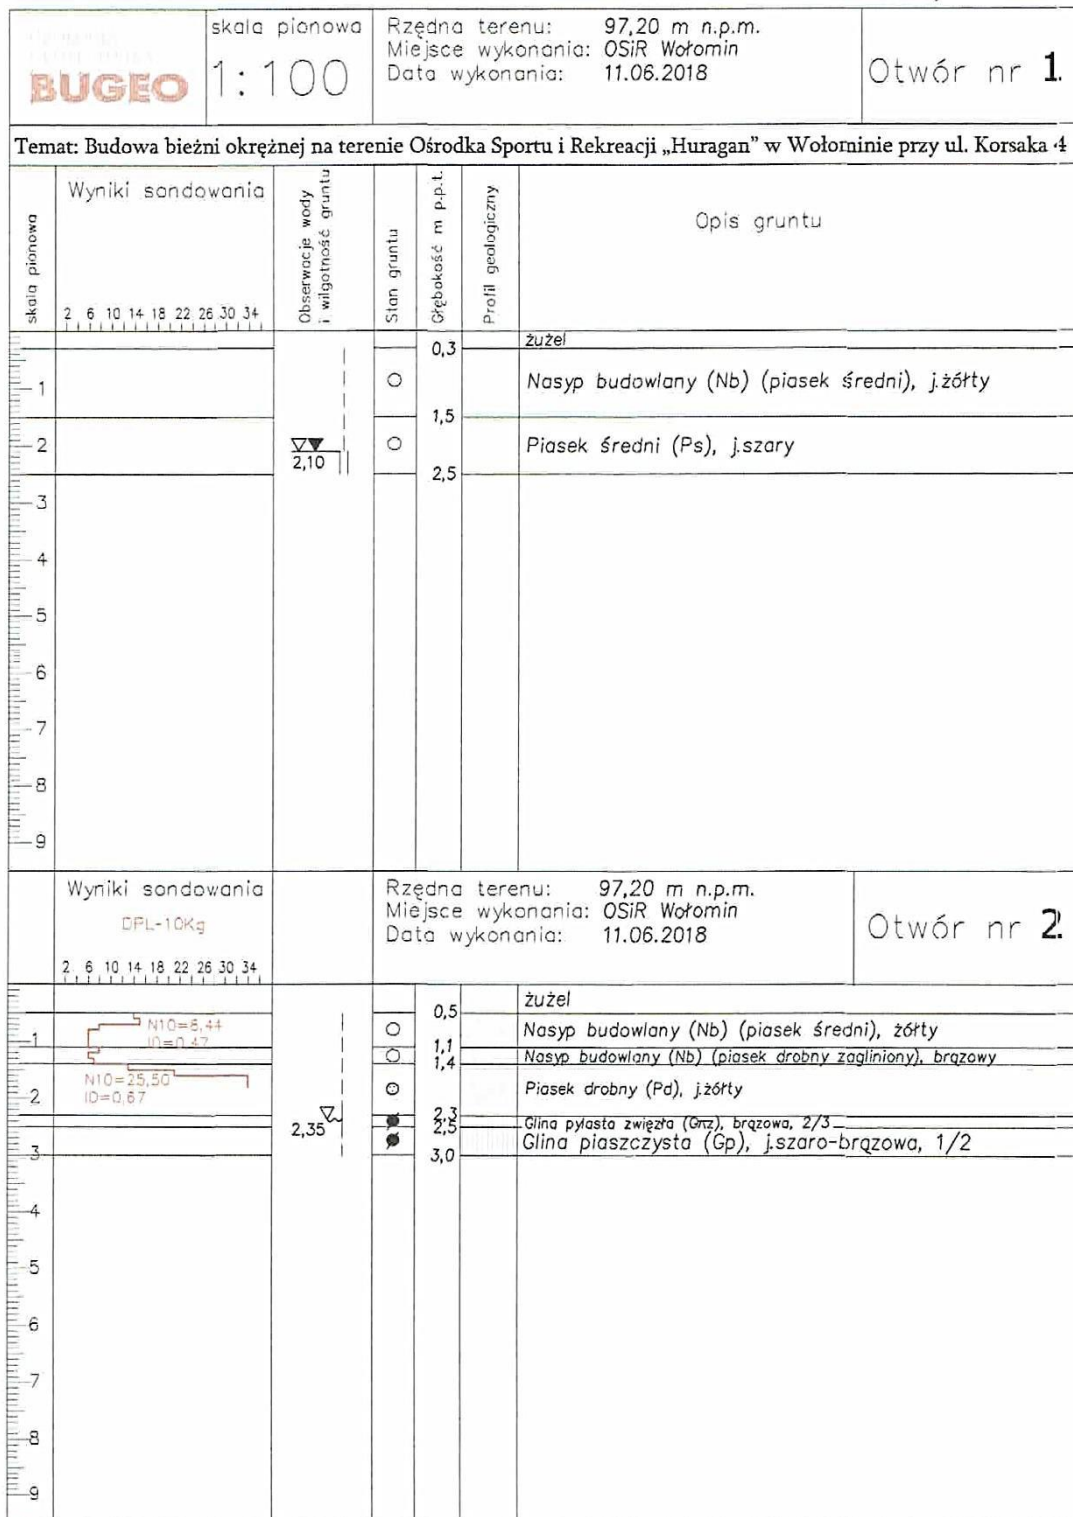 BUGEO
skala pionowa
1:100
Rzędna terenu: 97,20 m n.p.m.
Miejsce wykonania: OSiR Wołomin
Data wykonania: 11.06.2018
Otwór nr 1.
Temat: Budowa bieżni okrężnej na terenie Ośrodka Sportu i Rekreacji „Huragan” w Wołominie przy ul. Korsaka 4
skala pionowa
Wyniki sondowania
2 6 10 14 18 22 26 30 34
Obserwacje wody
i wilgotność gruntu
Stan gruntu
Głębokość m p.p.t.
Profil geologiczny
Opis gruntu
żużel
0,3
1
Nasyp budowlany (Nb) (piasek średni), j.żółty
1,5
2
2,10
Piasek średni (Ps), j.szary
2,5
3
4
5
6
7
8
9
Wyniki sondowania
DPL-10Kg
2 6 10 14 18 22 26 30 34
Rzędna terenu: 97,20 m n.p.m.
Miejsce wykonania: OSiR Wołomin
Data wykonania: 11.06.2018
Otwór nr 2.
żużel
0,5
N10=6,44
ID=0,47
1
Nasyp budowlany (Nb) (piasek średni), żółty
1,1
Nasyp budowlany (Nb) (piasek drobny zagliniony), brązowy
1,4
N10=25,50
ID=0,67
2
Piasek drobny (Pd), j.żółty
2,3
2,35
Glina pylasta zwięzła (Gπz), brązowa, 2/3
2,5
Glina piaszczysta (Gp), j.szaro-brązowa, 1/2
3
3,0
4
5
6
7
8
9